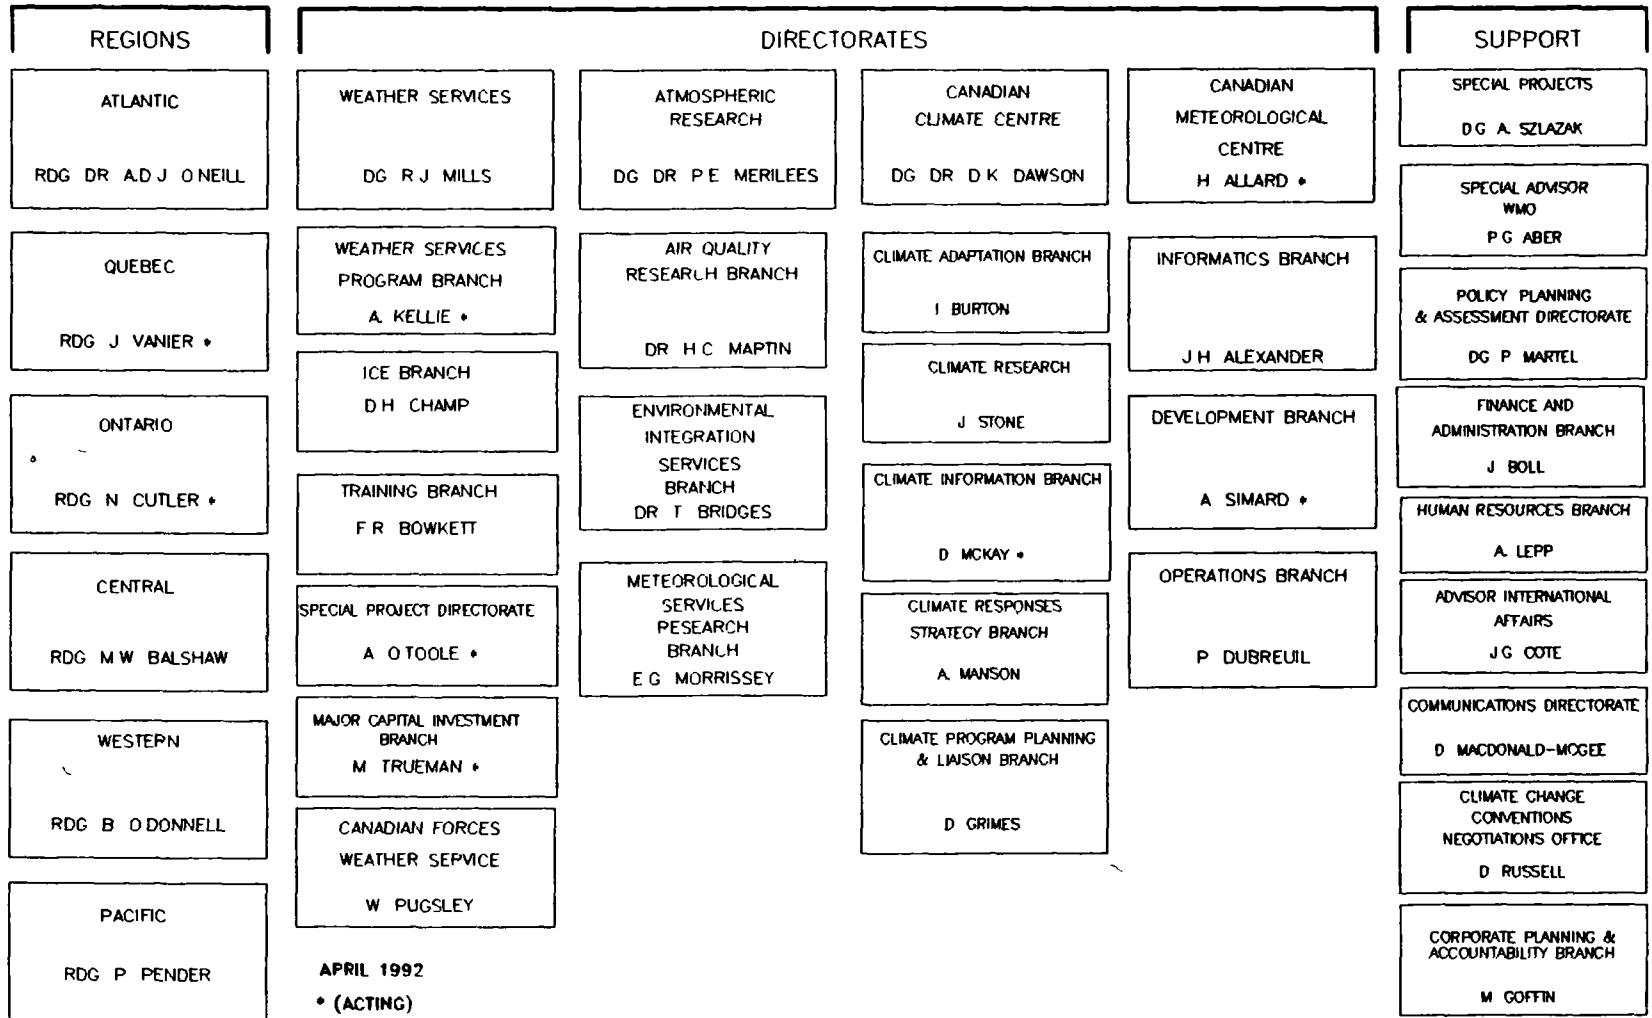 REGIONS
ATLANTIC
RDG DR A.D J O NEILL
QUEBEC
RDG J VANIER *
ONTARIO
RDG N CUTLER *
CENTRAL
RDG M W BALSHAW
WESTERN
RDG B O DONNELL
PACIFIC
RDG P PENDER
DIRECTORATES
WEATHER SERVICES
DG R J MILLS
WEATHER SERVICES
PROGRAM BRANCH
A. KELLIE *
ICE BRANCH
D H CHAMP
TRAINING BRANCH
F R BOWKETT
SPECIAL PROJECT DIRECTORATE
A O TOOLE *
MAJOR CAPITAL INVESTMENT
BRANCH
M TRUEMAN *
CANADIAN FORCES
WEATHER SEPVICE
W PUGSLEY
APRIL 1992
* (ACTING)
ATMOSPHERIC
RESEARCH
DG DR P E MERILEES
AIR QUALITY
RESEARCH BRANCH
DR H C MAPTIN
ENVIRONMENTAL
INTEGRATION
SERVICES
BRANCH
DR T BRIDGES
METEOROLOGICAL
SERVICES
PESEARCH
BRANCH
E G MORRISSEY
CANADIAN
CLIMATE CENTRE
DG DR D K DAWSON
CLIMATE ADAPTATION BRANCH
I BURTON
CLIMATE RESEARCH
J STONE
CLIMATE INFORMATION BRANCH
D MCKAY *
CLIMATE RESPONSES
STRATEGY BRANCH
A. MANSON
CLIMATE PROGRAM PLANNING
& LIAISON BRANCH
D GRIMES
CANADIAN
METEOROLOGICAL
CENTRE
H ALLARD *
INFORMATICS BRANCH
J H ALEXANDER
DEVELOPMENT BRANCH
A SIMARD *
OPERATIONS BRANCH
P DUBREUIL
SUPPORT
SPECIAL PROJECTS
D G A. SZLAZAK
SPECIAL ADVISOR
WMO
P G ABER
POLICY PLANNING
& ASSESSMENT DIRECTORATE
DG P MARTEL
FINANCE AND
ADMINISTRATION BRANCH
J BOLL
HUMAN RESOURCES BRANCH
A. LEPP
ADVISOR INTERNATIONAL
AFFAIRS
J G COTE
COMMUNICATIONS DIRECTORATE
D MACDONALD-MCGEE
CLIMATE CHANGE
CONVENTIONS
NEGOTIATIONS OFFICE
D RUSSELL
CORPORATE PLANNING &
ACCOUNTABILITY BRANCH
M GOFFIN